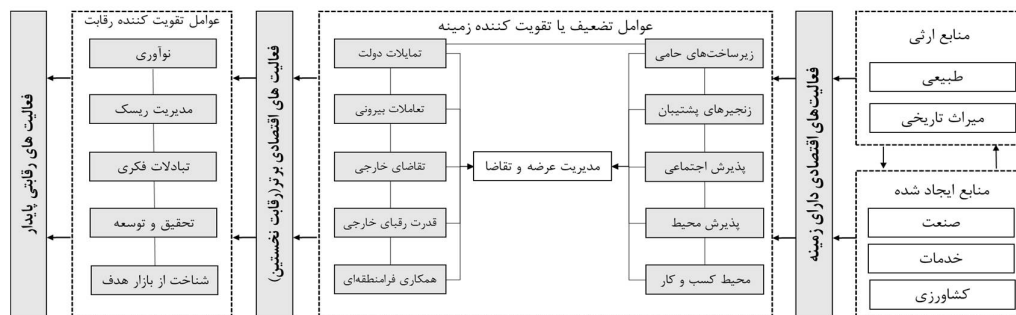 منابع ارثی
طبیعی
میراث تاریخی
منابع ایجاد شده
صنعت
خدمات
کشاورزی
فعالیت‌های اقتصادی دارای زمینه
عوامل تضعیف یا تقویت کننده زمینه
زیرساخت‌های حامی
زنجیرهای پشتیبان
پذیرش اجتماعی
پذیرش محیط
محیط کسب و کار
مدیریت عرضه و تقاضا
تمایلات دولت
تعاملات بیرونی
تقاضای خارجی
قدرت رقبای خارجی
همکاری فرامنطقه‌ای
فعالیت های اقتصادی برتر(رقابت نخستین)
عوامل تقویت کننده رقابت
نوآوری
مدیریت ریسک
تبادلات فکری
تحقیق و توسعه
شناخت از بازار هدف
فعالیت های رقابتی پایدار